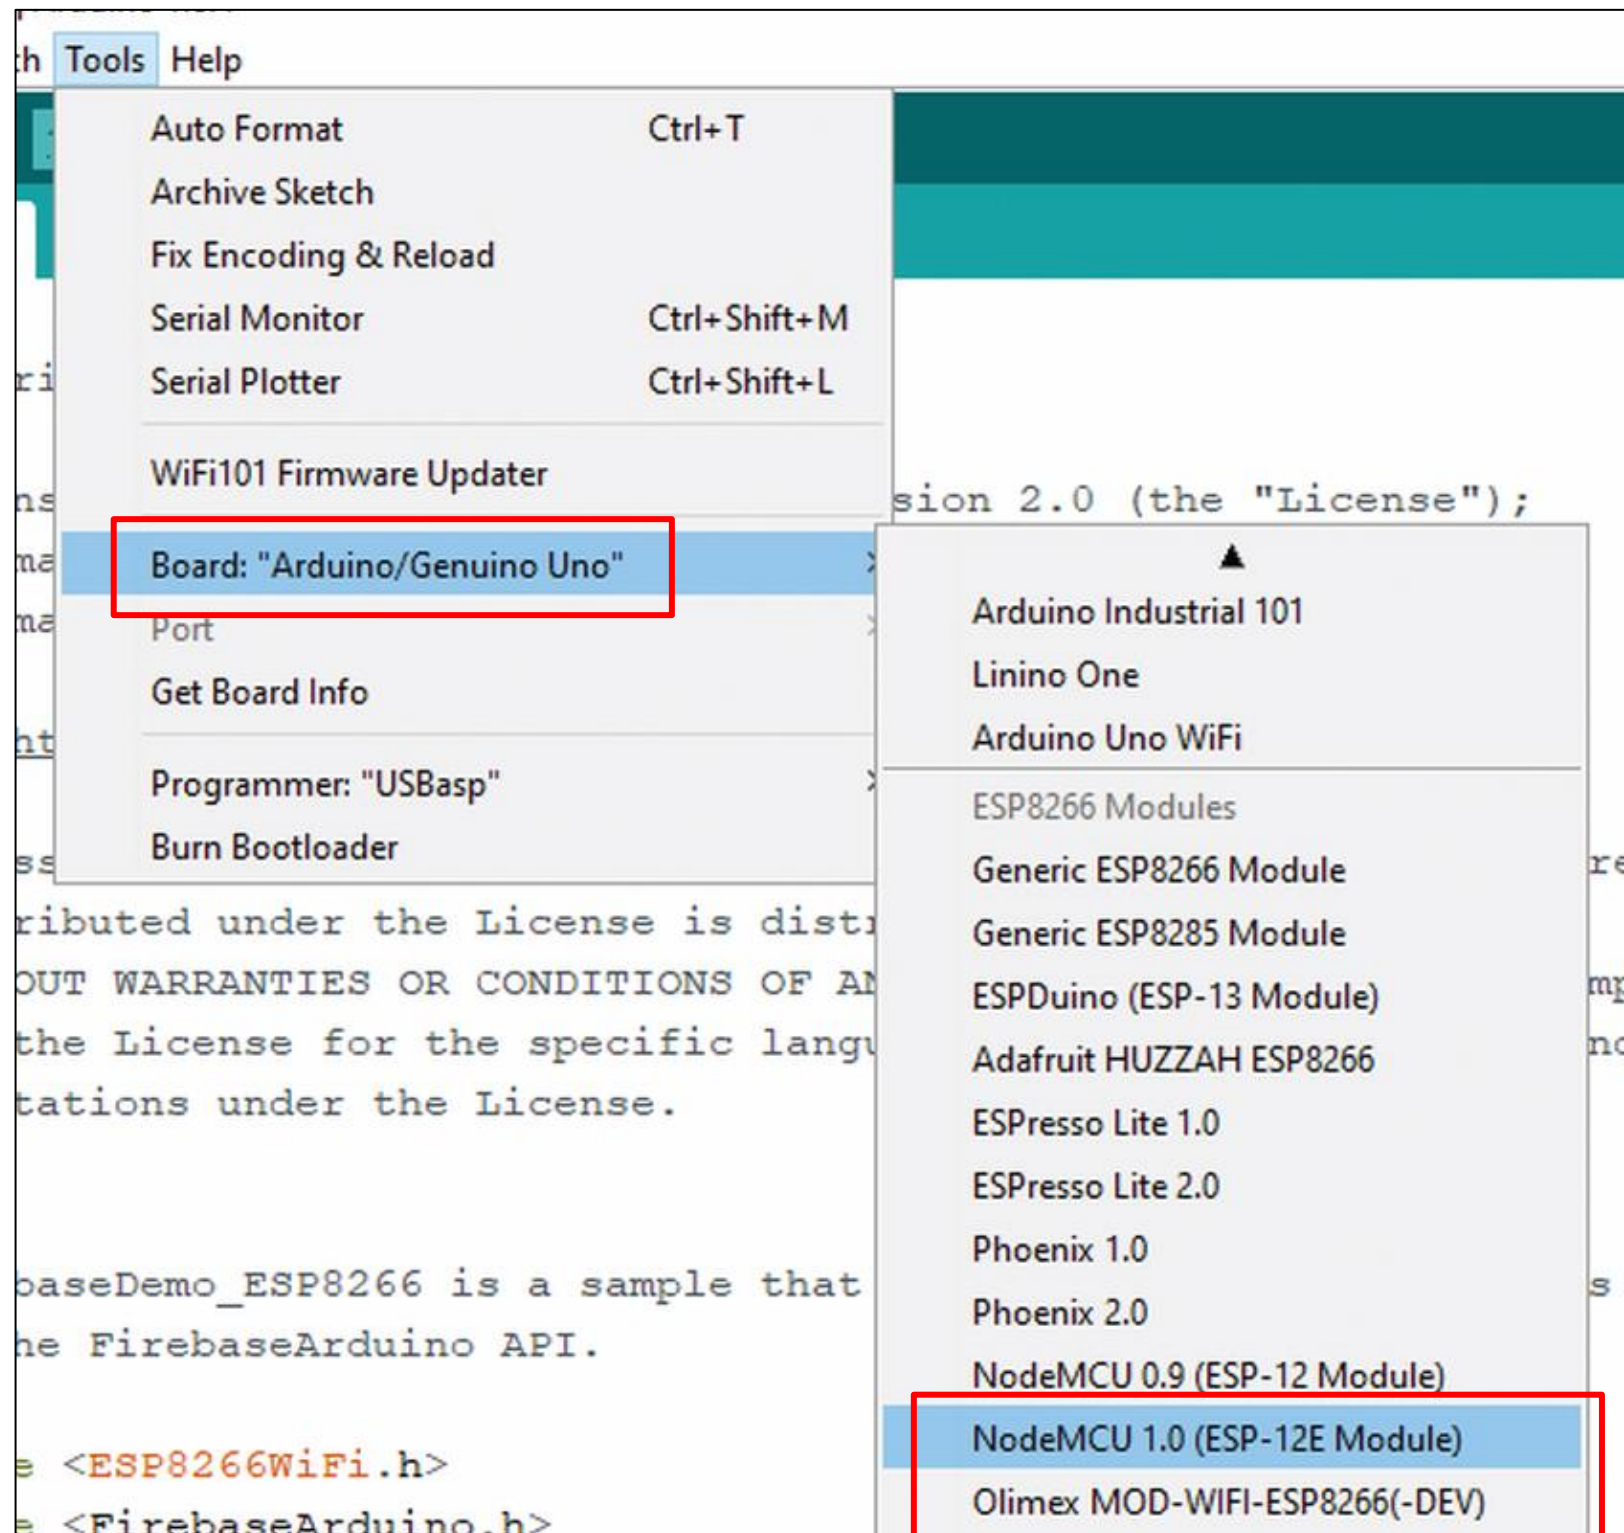 Tools Help
Auto Format Ctrl+T
Archive Sketch
Fix Encoding & Reload
Serial Monitor Ctrl+Shift+M
Serial Plotter Ctrl+Shift+L
WiFi101 Firmware Updater
sion 2.0 (the "License");
Board: "Arduino/Genuino Uno"
Port
Get Board Info
Programmer: "USBasp"
Burn Bootloader
Arduino Industrial 101
Linino One
Arduino Uno WiFi
ESP8266 Modules
Generic ESP8266 Module
Generic ESP8285 Module
ESPDuino (ESP-13 Module)
Adafruit HUZZAH ESP8266
ESPresso Lite 1.0
ESPresso Lite 2.0
Phoenix 1.0
Phoenix 2.0
NodeMCU 0.9 (ESP-12 Module)
NodeMCU 1.0 (ESP-12E Module)
Olimex MOD-WIFI-ESP8266(-DEV)
ributed under the License is dist
OUT WARRANTIES OR CONDITIONS OF
the License for the specific lang
tations under the License.
baseDemo_ESP8266 is a sample that
he FirebaseArduino API.
e <ESP8266WiFi.h>
e <FirebaseArduino.h>